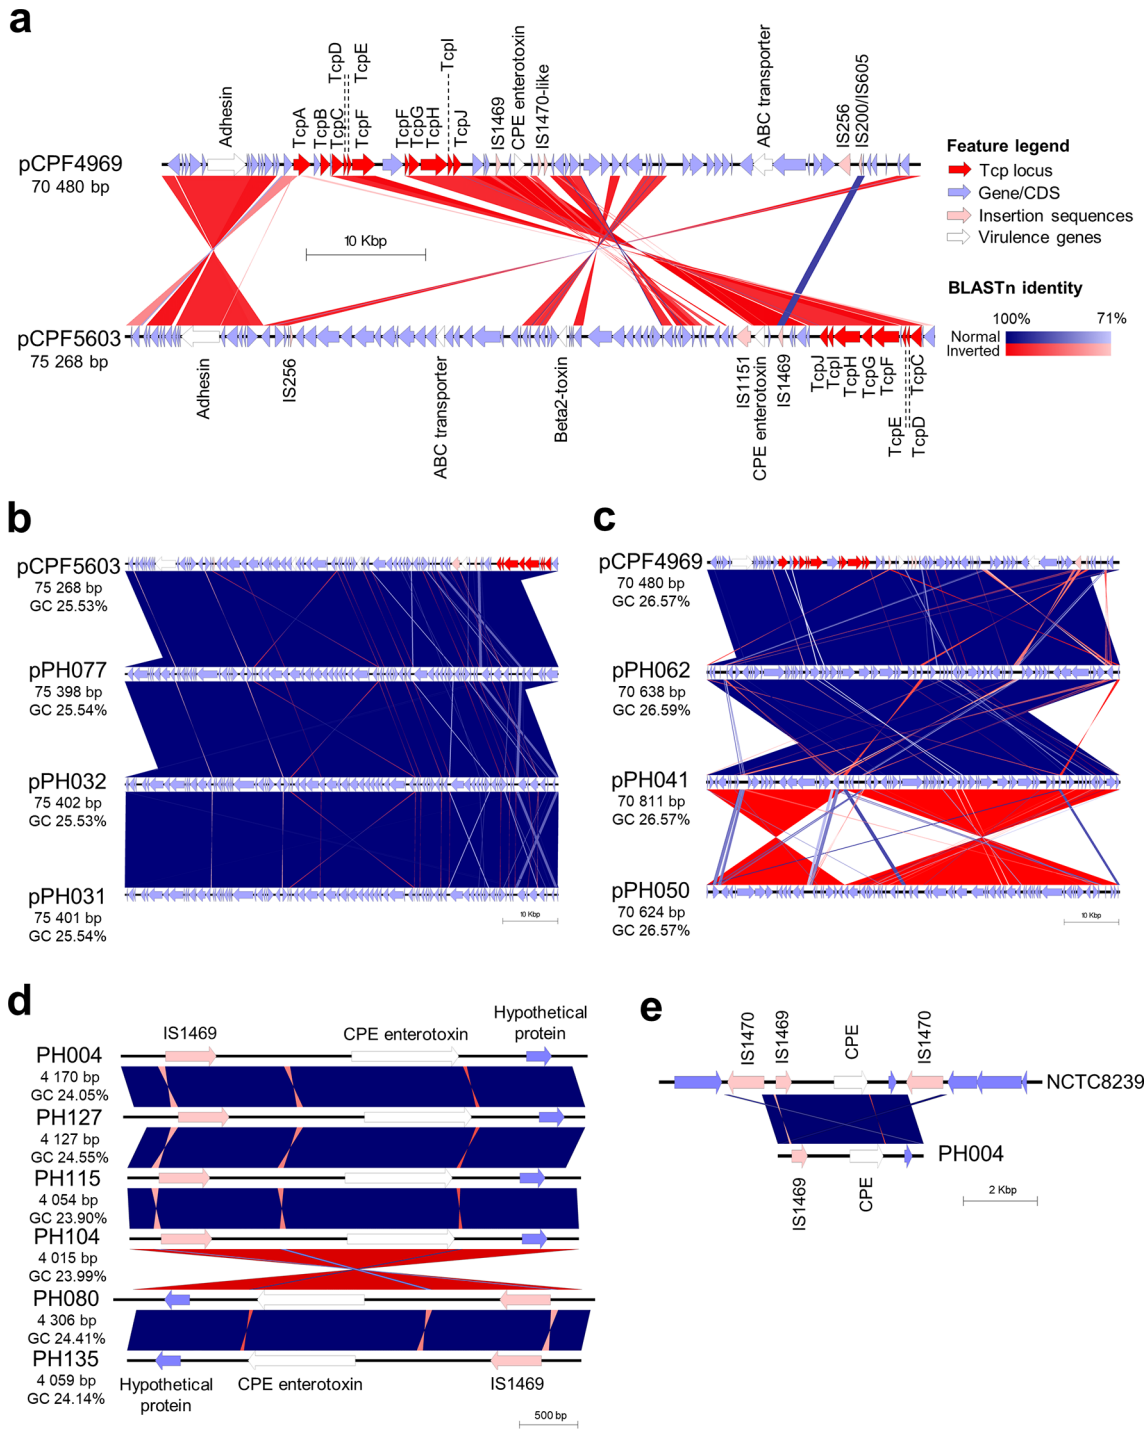 a
Adhesin
TcpA
TcpB
TcpC
TcpD
TcpE
TcpF
TcpF
TcpG
TcpH
TcpI
TcpJ
IS1469
CPE enterotoxin
IS1470-like
ABC transporter
IS256
IS200/IS605
pCPF4969
70 480 bp
10 Kbp
pCPF5603
75 268 bp
Adhesin
IS256
ABC transporter
Beta2-toxin
IS1151
CPE enterotoxin
IS1469
TcpJ
TcpI
TcpH
TcpG
TcpF
TcpE
TcpD
TcpC
Feature legend
Tcp locus
Gene/CDS
Insertion sequences
Virulence genes
BLASTn identity
100% 71%
Normal
Inverted
b
pCPF5603
75 268 bp
GC 25.53%
pPH077
75 398 bp
GC 25.54%
pPH032
75 402 bp
GC 25.53%
pPH031
75 401 bp
GC 25.54%
10 Kbp
c
pCPF4969
70 480 bp
GC 26.57%
pPH062
70 638 bp
GC 26.59%
pPH041
70 811 bp
GC 26.57%
pPH050
70 624 bp
GC 26.57%
10 Kbp
d
IS1469
CPE enterotoxin
Hypothetical
protein
PH004
4 170 bp
GC 24.05%
PH127
4 127 bp
GC 24.55%
PH115
4 054 bp
GC 23.90%
PH104
4 015 bp
GC 23.99%
PH080
4 306 bp
GC 24.41%
PH135
4 059 bp
GC 24.14%
Hypothetical
protein
CPE enterotoxin
IS1469
500 bp
e
IS1470
IS1469
CPE
IS1470
NCTC8239
PH004
IS1469
CPE
2 Kbp